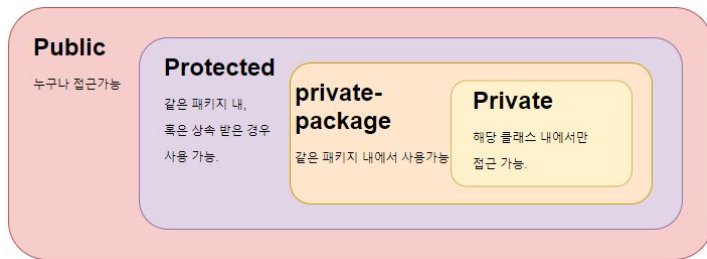 Public
누구나 접근가능
Protected
같은 패키지 내,
혹은 상속 받은 경우
사용 가능.
private-
package
같은 패키지 내에서 사용가능
Private
해당 클래스 내에서만
접근 가능.